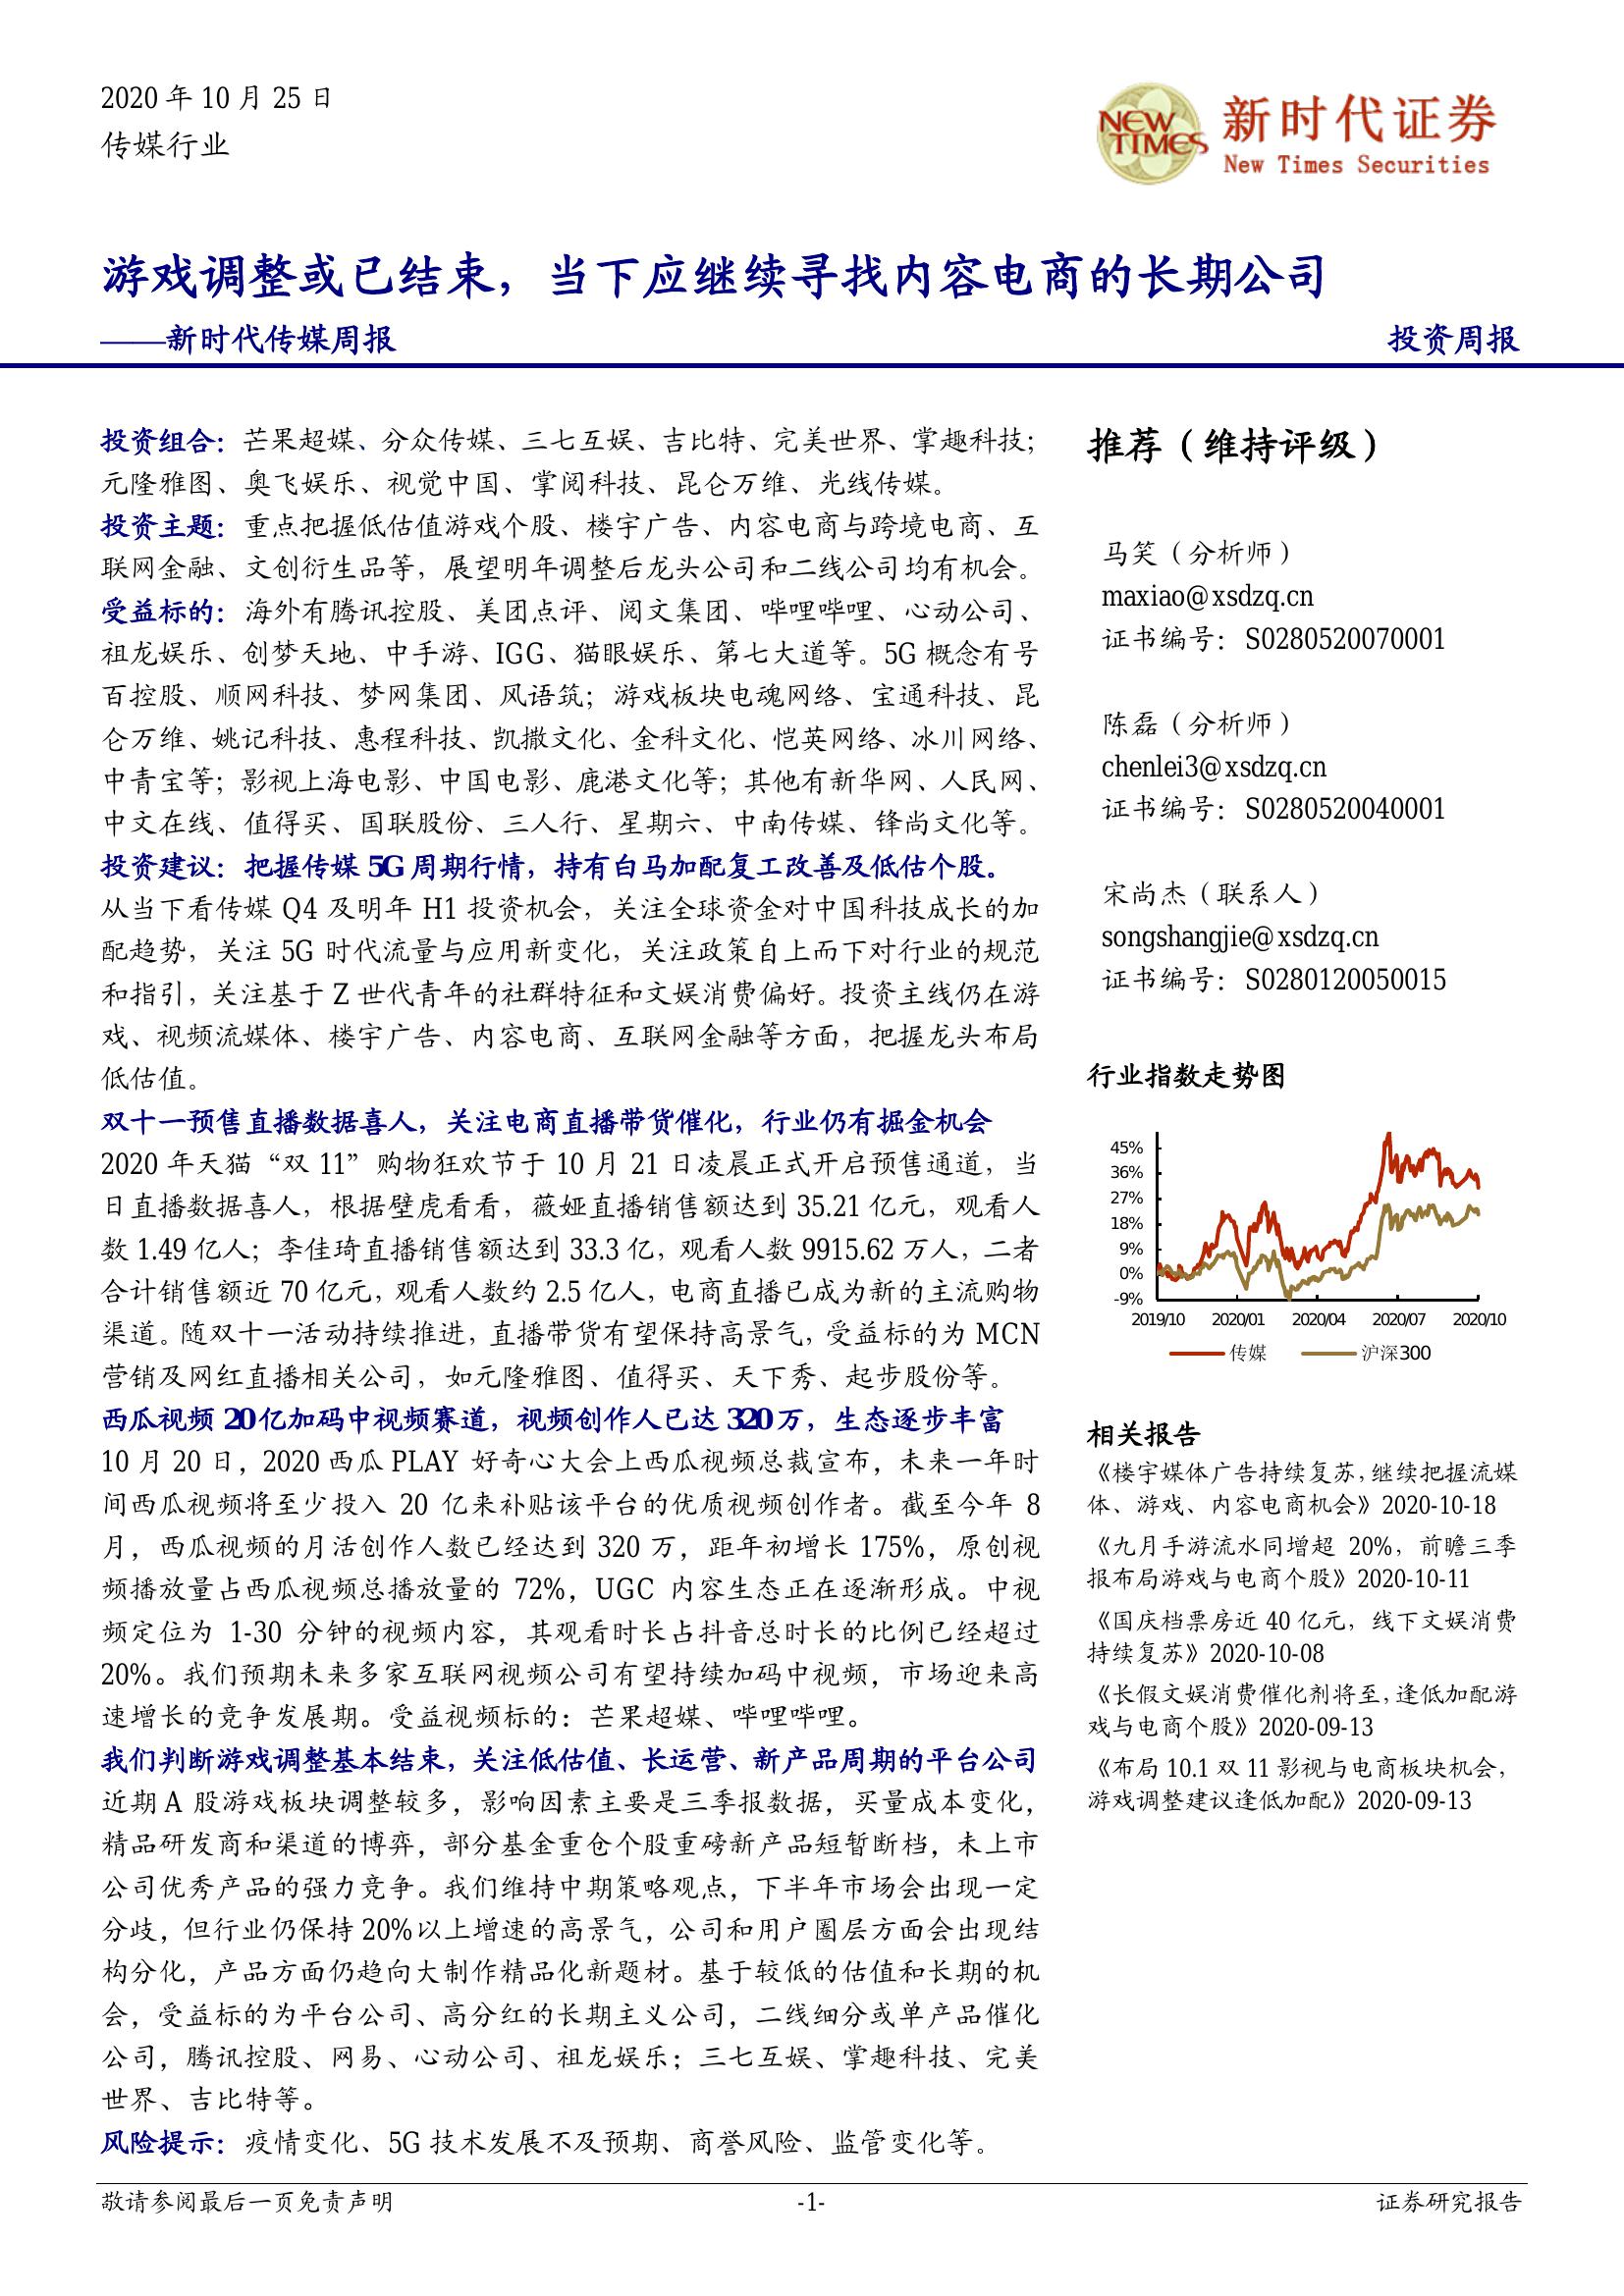 2020 年 10 月 25 日
传媒行业
NEW TIMES
新时代证券
New Times Securities
游戏调整或已结束，当下应继续寻找内容电商的长期公司
——新时代传媒周报
投资周报
投资组合：芒果超媒、分众传媒、三七互娱、吉比特、完美世界、掌趣科技；
元隆雅图、奥飞娱乐、视觉中国、掌阅科技、昆仑万维、光线传媒。
投资主题：重点把握低估值游戏个股、楼宇广告、内容电商与跨境电商、互
联网金融、文创衍生品等，展望明年调整后龙头公司和二线公司均有机会。
受益标的：海外有腾讯控股、美团点评、阅文集团、哔哩哔哩、心动公司、
祖龙娱乐、创梦天地、中手游、IGG、猫眼娱乐、第七大道等。5G 概念有号
百控股、顺网科技、梦网集团、风语筑；游戏板块电魂网络、宝通科技、昆
仑万维、姚记科技、惠程科技、凯撒文化、金科文化、恺英网络、冰川网络、
中青宝等；影视上海电影、中国电影、鹿港文化等；其他有新华网、人民网、
中文在线、值得买、国联股份、三人行、星期六、中南传媒、锋尚文化等。
投资建议：把握传媒 5G 周期行情，持有白马加配复工改善及低估个股。
从当下看传媒 Q4 及明年 H1 投资机会，关注全球资金对中国科技成长的加
配趋势，关注 5G 时代流量与应用新变化，关注政策自上而下对行业的规范
和指引，关注基于 Z 世代青年的社群特征和文娱消费偏好。投资主线仍在游
戏、视频流媒体、楼宇广告、内容电商、互联网金融等方面，把握龙头布局
低估值。
双十一预售直播数据喜人，关注电商直播带货催化，行业仍有掘金机会
2020 年天猫“双 11”购物狂欢节于 10 月 21 日凌晨正式开启预售通道，当
日直播数据喜人，根据壁虎看看，薇娅直播销售额达到 35.21 亿元，观看人
数 1.49 亿人；李佳琦直播销售额达到 33.3 亿，观看人数 9915.62 万人，二者
合计销售额近 70 亿元，观看人数约 2.5 亿人，电商直播已成为新的主流购物
渠道。随双十一活动持续推进，直播带货有望保持高景气，受益标的为 MCN
营销及网红直播相关公司，如元隆雅图、值得买、天下秀、起步股份等。
西瓜视频 20 亿加码中视频赛道，视频创作人已达 320 万，生态逐步丰富
10 月 20 日，2020 西瓜 PLAY 好奇心大会上西瓜视频总裁宣布，未来一年时
间西瓜视频将至少投入 20 亿来补贴该平台的优质视频创作者。截至今年 8
月，西瓜视频的月活创作人数已经达到 320 万，距年初增长 175%，原创视
频播放量占西瓜视频总播放量的 72%，UGC 内容生态正在逐渐形成。中视
频定位为 1-30 分钟的视频内容，其观看时长占抖音总时长的比例已经超过
20%。我们预期未来多家互联网视频公司有望持续加码中视频，市场迎来高
速增长的竞争发展期。受益视频标的：芒果超媒、哔哩哔哩。
我们判断游戏调整基本结束，关注低估值、长运营、新产品周期的平台公司
近期 A 股游戏板块调整较多，影响因素主要是三季报数据，买量成本变化，
精品研发商和渠道的博弈，部分基金重仓个股重磅新产品短暂断档，未上市
公司优秀产品的强力竞争。我们维持中期策略观点，下半年市场会出现一定
分歧，但行业仍保持 20%以上增速的高景气，公司和用户圈层方面会出现结
构分化，产品方面仍趋向大制作精品化新题材。基于较低的估值和长期的机
会，受益标的为平台公司、高分红的长期主义公司，二线细分或单产品催化
公司，腾讯控股、网易、心动公司、祖龙娱乐；三七互娱、掌趣科技、完美
世界、吉比特等。
风险提示：疫情变化、5G 技术发展不及预期、商誉风险、监管变化等。
推荐（维持评级）
马笑（分析师）
maxiao@xsdzq.cn
证书编号：S0280520070001
陈磊（分析师）
chenlei3@xsdzq.cn
证书编号：S0280520040001
宋尚杰（联系人）
songshangjie@xsdzq.cn
证书编号：S0280120050015
行业指数走势图
45%
36%
27%
18%
9%
0%
-9%
2019/10 2020/01 2020/04 2020/07 2020/10
传媒 沪深300
相关报告
《楼宇媒体广告持续复苏，继续把握流媒
体、游戏、内容电商机会》2020-10-18
《九月手游流水同增超 20%，前瞻三季
报布局游戏与电商个股》2020-10-11
《国庆档票房近 40 亿元，线下文娱消费
持续复苏》2020-10-08
《长假文娱消费催化剂将至，逢低加配游
戏与电商个股》2020-09-13
《布局 10.1 双 11 影视与电商板块机会，
游戏调整建议逢低加配》2020-09-13
敬请参阅最后一页免责声明
-1-
证券研究报告